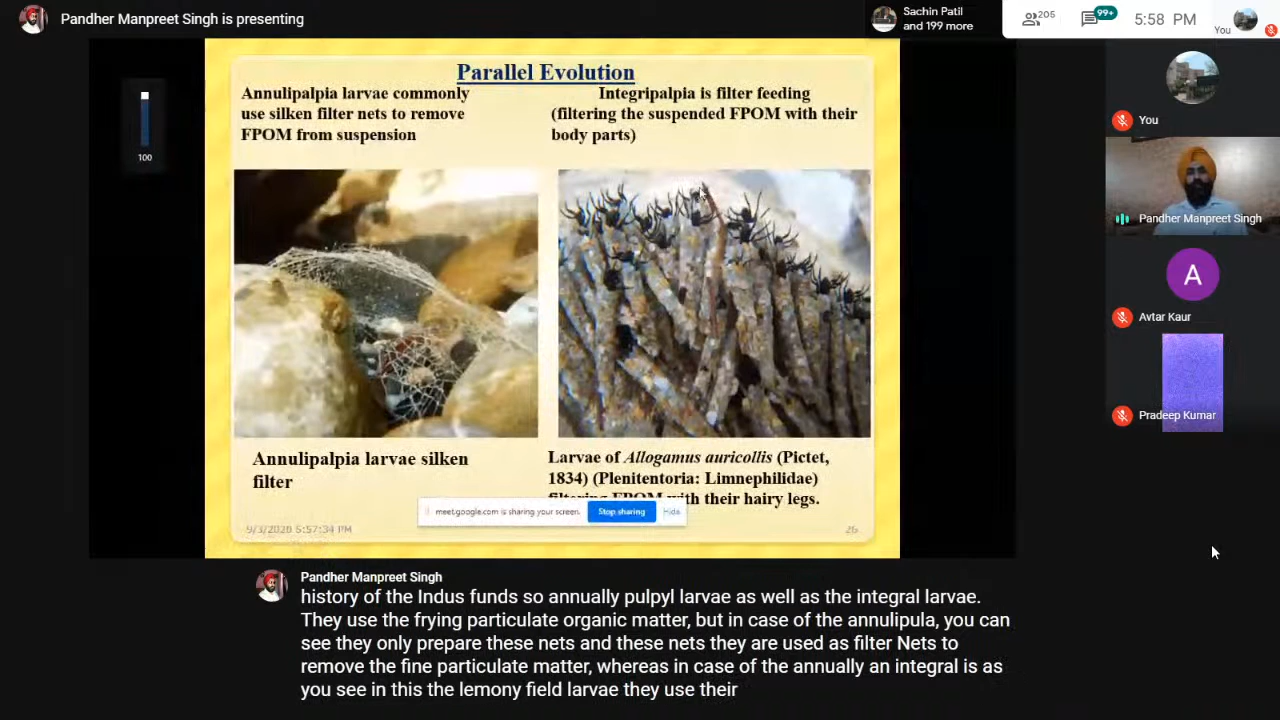 Pandher Manpreet Singh is presenting
Sachin Patil
and 199 more
205
99+
5:58 PM
You
100
Parallel Evolution
Annulipalpia larvae commonly
use silken filter nets to remove
FPOM from suspension
Integripalpia is filter feeding
(filtering the suspended FPOM with their
body parts)
Annulipalpia larvae silken
filter
Larvae of Allogamus auricollis (Pictet,
1834) (Plenitentoria: Limnephilidae)
filtering FPOM with their hairy legs.
meet.google.com is sharing your screen.
Stop sharing
Hide
9/3/2020 5:57:34 PM
26
You
Pandher Manpreet Singh
A
Avtar Kaur
Pradeep Kumar
Pandher Manpreet Singh
history of the Indus funds so annually pulpyl larvae as well as the integral larvae.
They use the frying particulate organic matter, but in case of the annulipula, you can
see they only prepare these nets and these nets they are used as filter Nets to
remove the fine particulate matter, whereas in case of the annually an integral is as
you see in this the lemony field larvae they use their